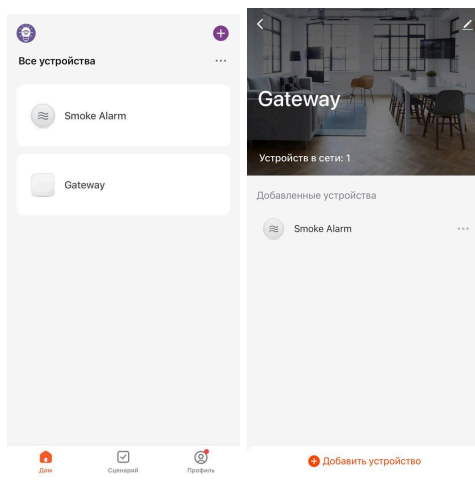 Все устройства
Smoke Alarm
Gateway
Дом
Сценарий
Профиль
Gateway
Устройств в сети: 1
Добавленные устройства
Smoke Alarm
Добавить устройство